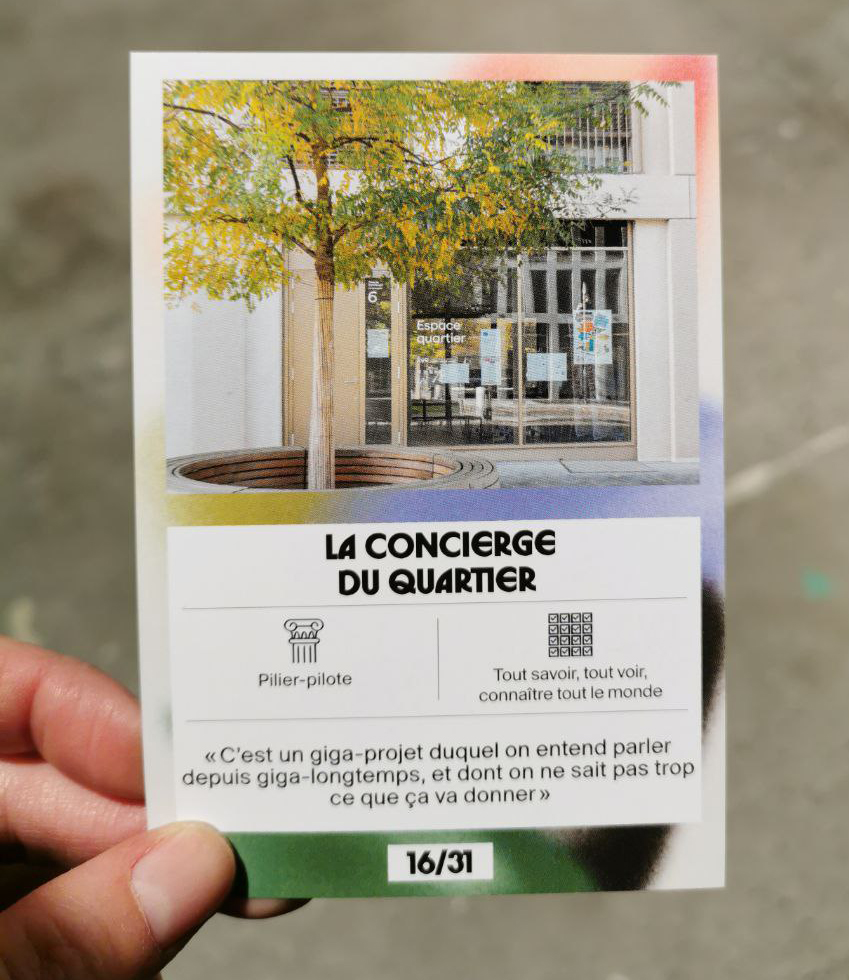 6
Espace
quartier
LA CONCIERGE
DU QUARTIER
Pilier-pilote
Tout savoir, tout voir,
connaître tout le monde
«C'est un giga-projet duquel on entend parler
depuis giga-longtemps, et dont on ne sait pas trop
ce que ça va donner»
16/31